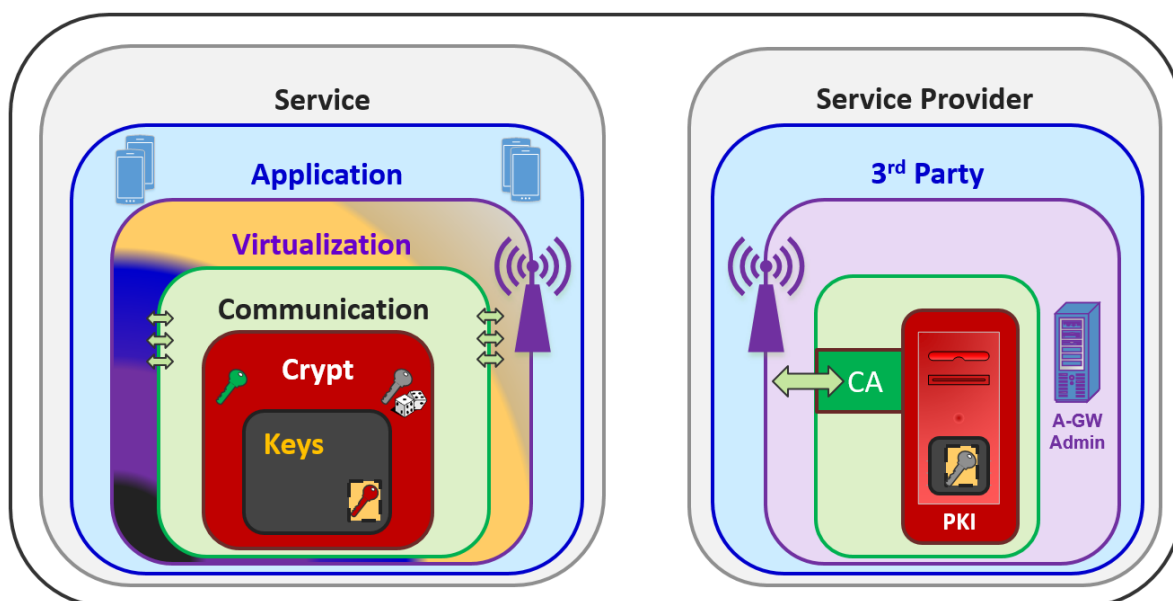 Service
Application
Virtualization
Communication
Crypt
Keys
Service Provider
3rd Party
CA
A-GW
Admin
PKI